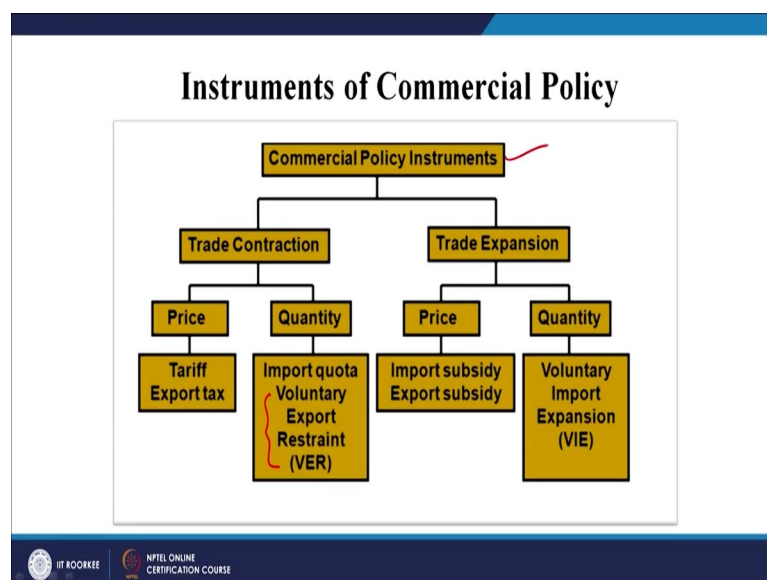 Instruments of Commercial Policy
Commercial Policy Instruments
Trade Contraction
Trade Expansion
Price
Quantity
Price
Quantity
Tariff
Export tax
Import quota
Voluntary
Export
Restraint
(VER)
Import subsidy
Export subsidy
Voluntary
Import
Expansion
(VIE)
IIT ROORKEE
NPTEL ONLINE
CERTIFICATION COURSE